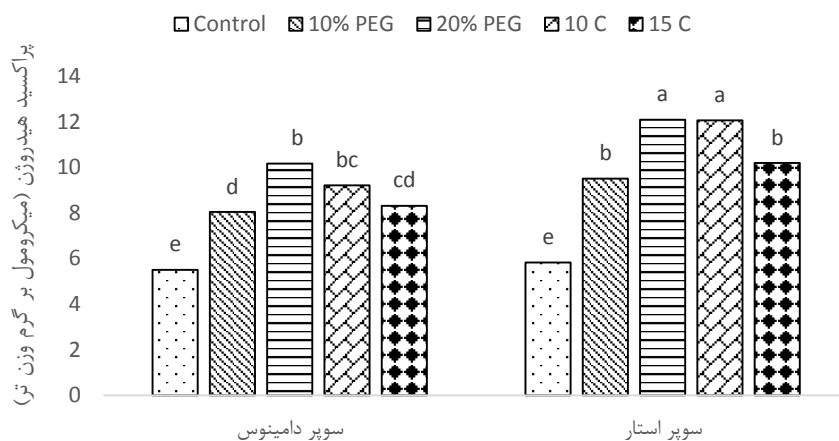 Control 10% PEG 20% PEG 10 C 15 C
پراکسید هیدروژن (میکرومول بر گرم وزن تر)
14
12
10
8
6
4
2
0
e
d
b
bc
cd
e
b
a
a
b
سوپر دامینوس
سوپر استار